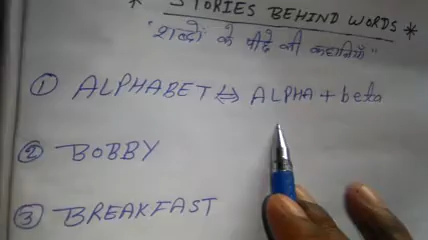 * STORIES BEHIND WORDS *
"शब्दों के पीछे की कहानियाँ"
① ALPHABET ⇔ ALPHA + beta
② BOBBY
③ BREAKFAST